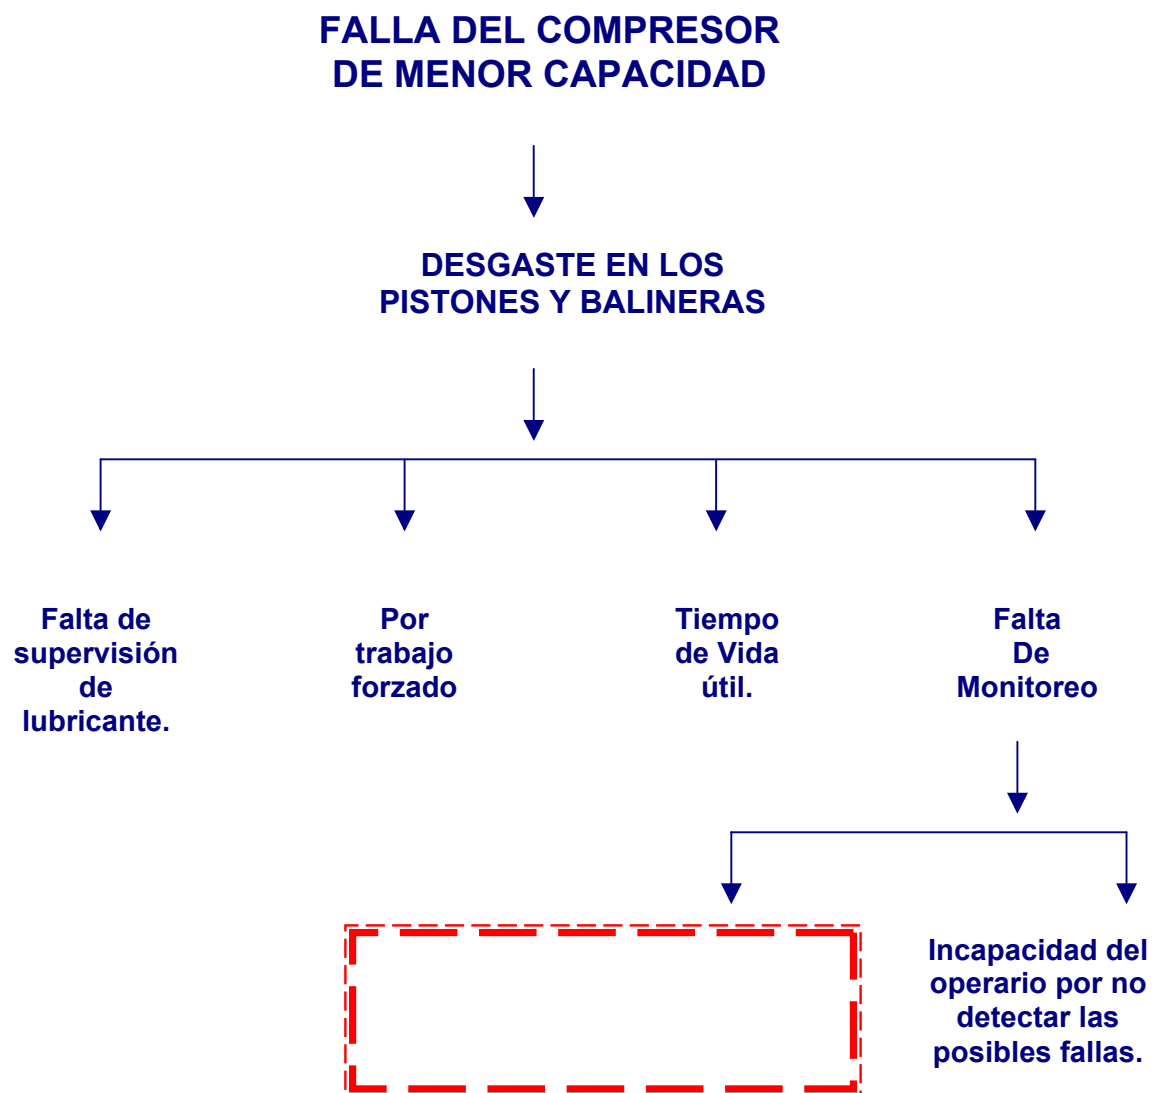 FALLA DEL COMPRESOR
DE MENOR CAPACIDAD
DESGASTE EN LOS
PISTONES Y BALINERAS
Falta de
supervisión
de
lubricante.
Por
trabajo
forzado
Tiempo
de Vida
útil.
Falta
De
Monitoreo
Incapacidad del
operario por no
detectar las
posibles fallas.